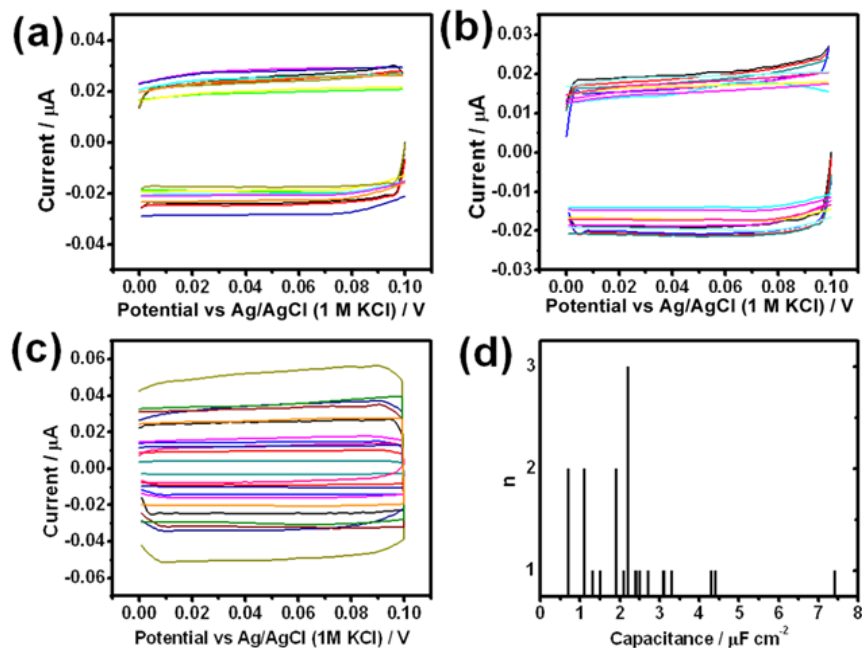 (a)
Current / µA
0.04
0.02
0.00
-0.02
-0.04
0.00 0.02 0.04 0.06 0.08 0.10
Potential vs Ag/AgCl (1 M KCl) / V
(b)
Current / µA
0.03
0.02
0.01
0.00
-0.01
-0.02
-0.03
0.00 0.02 0.04 0.06 0.08 0.10
Potential vs Ag/AgCl (1 M KCl) / V
(c)
Current / µA
0.06
0.04
0.02
0.00
-0.02
-0.04
-0.06
0.00 0.02 0.04 0.06 0.08 0.10
Potential vs Ag/AgCl (1M KCl) / V
(d)
n
3
2
1
0 1 2 3 4 5 6 7 8
Capacitance / µF cm⁻²